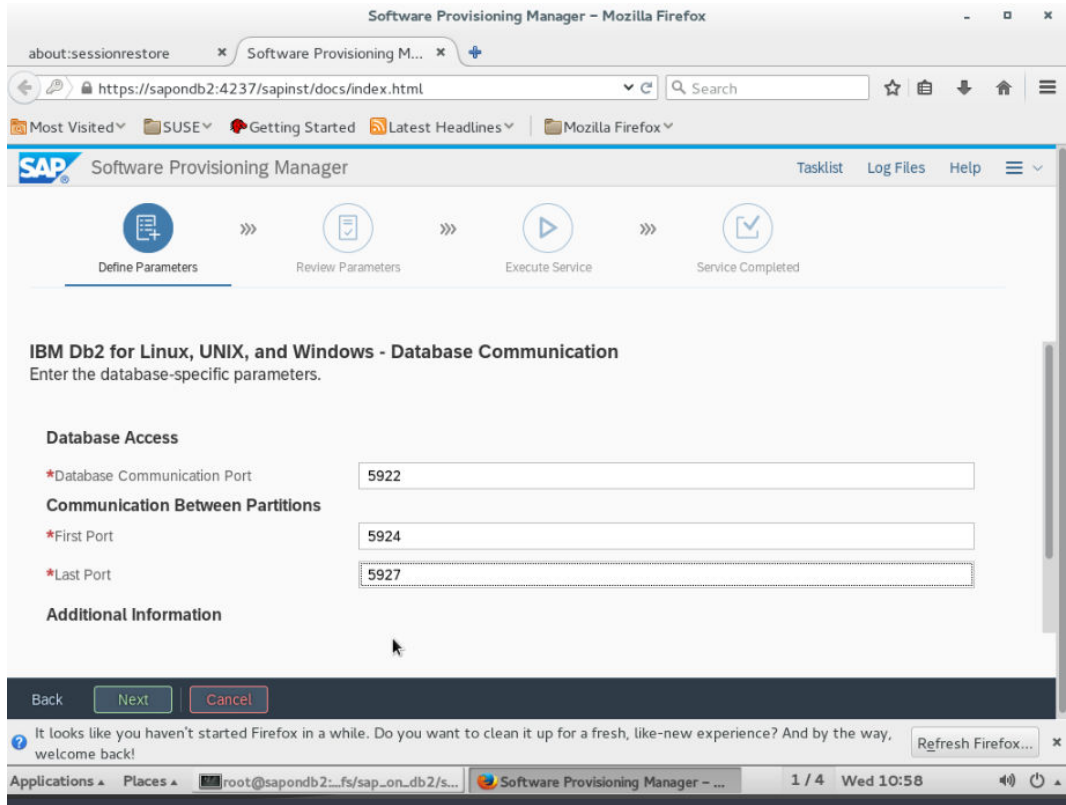 Software Provisioning Manager – Mozilla Firefox
about:sessionrestore
Software Provisioning M...
https://sapondb2:4237/sapinst/docs/index.html
Search
Most Visited
SUSE
Getting Started
Latest Headlines
Mozilla Firefox
SAP
®
Software Provisioning Manager
Tasklist
Log Files
Help
Define Parameters
Review Parameters
Execute Service
Service Completed
IBM Db2 for Linux, UNIX, and Windows - Database Communication
Enter the database-specific parameters.
Database Access
*Database Communication Port
5922
Communication Between Partitions
*First Port
5924
*Last Port
5927
Additional Information
Back
Next
Cancel
It looks like you haven't started Firefox in a while. Do you want to clean it up for a fresh, like-new experience? And by the way,
welcome back!
Refresh Firefox...
Applications
Places
root@sapondb2:..._fs/sap_on_db2/s...
Software Provisioning Manager – ...
1 / 4
Wed 10:58